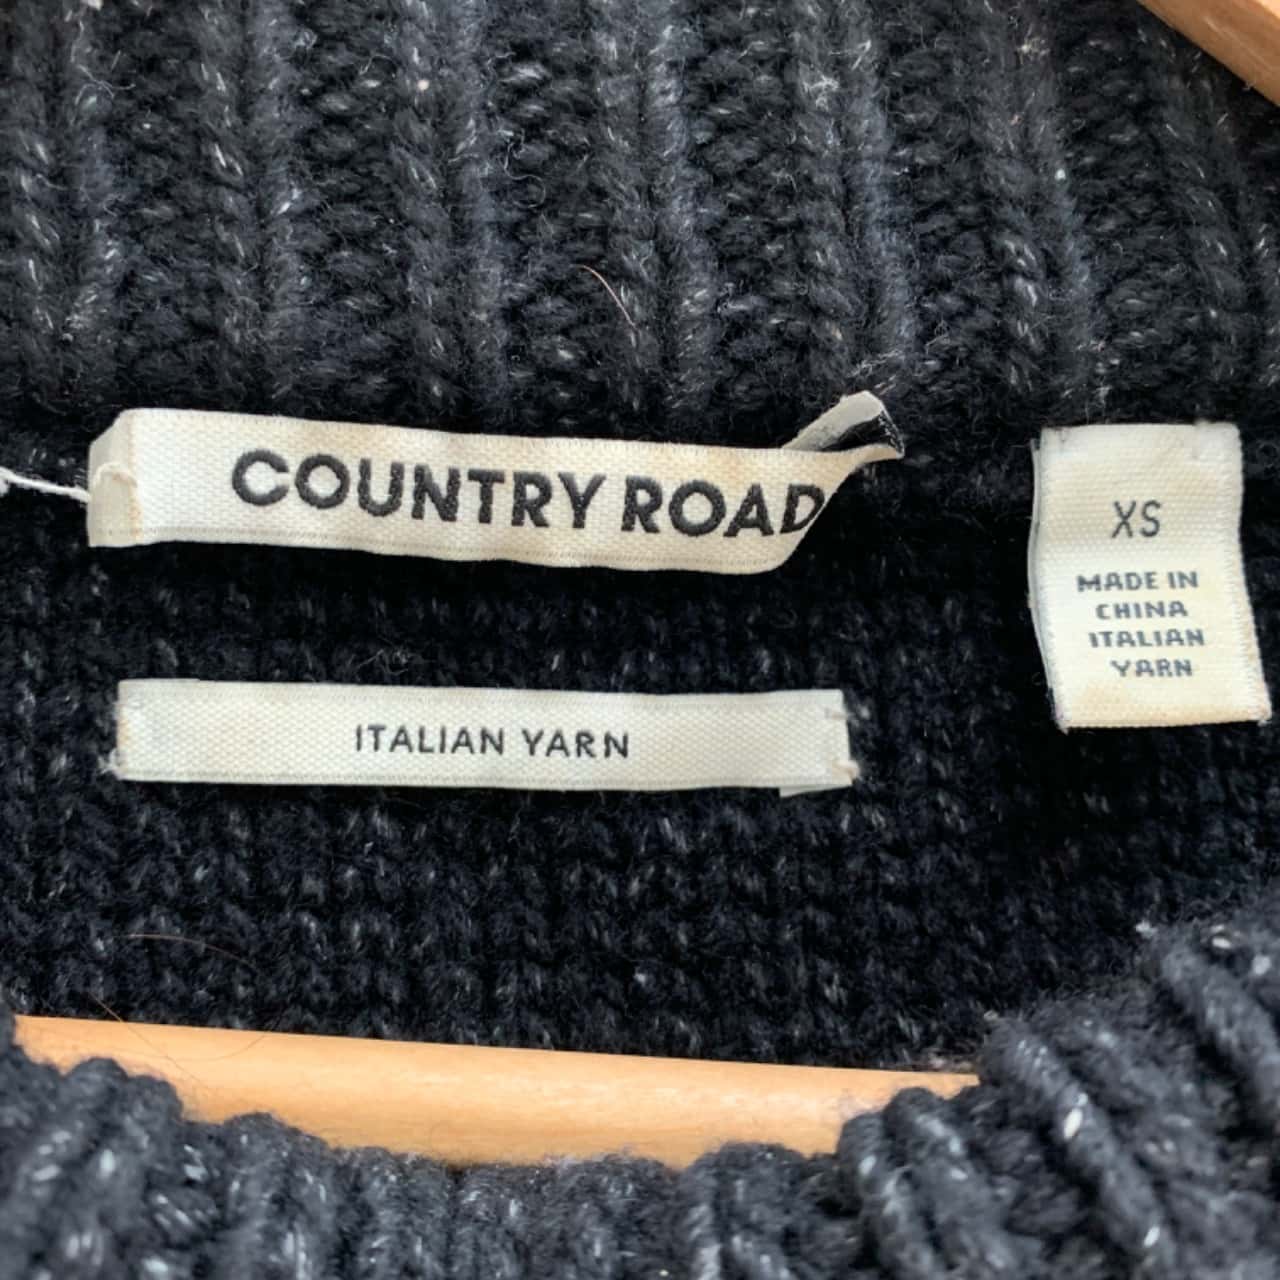 COUNTRY ROAD
XS
MADE IN
CHINA
ITALIAN
YARN
ITALIAN YARN